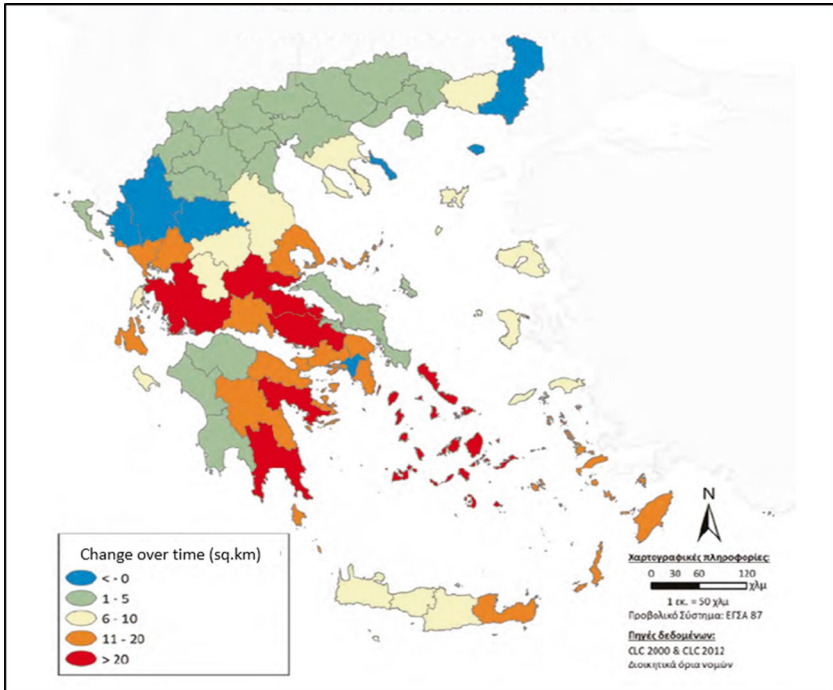 Change over time (sq.km)
< - 0
1 - 5
6 - 10
11 - 20
> 20
N
Χαρτογραφικές πληροφορίες:
0 30 60 120
χλμ
1 εκ. = 50 χλμ
Προβολικό Σύστημα: ΕΓΣΑ 87
Πηγές δεδομένων:
CLC 2000 & CLC 2012
Διοικητικά όρια νομών